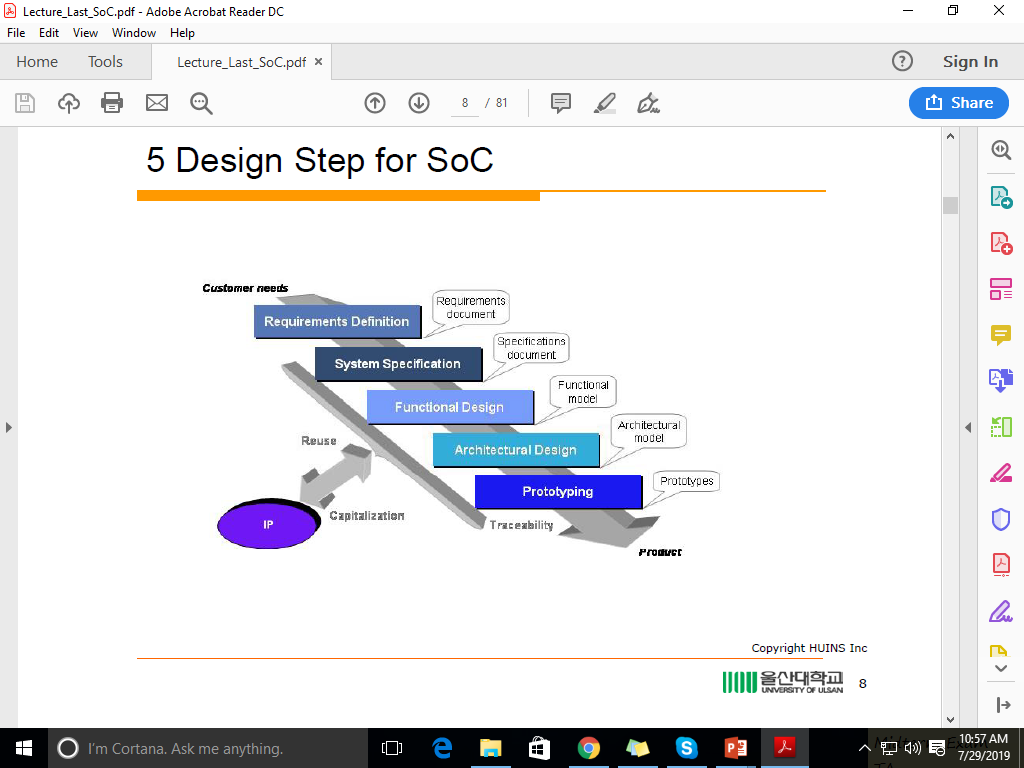 Lecture_Last_SoC.pdf - Adobe Acrobat Reader DC
File Edit View Window Help
Home Tools Lecture_Last_SoC.pdf × Sign In
8 / 81 Share
5 Design Step for SoC
Customer needs
Requirements Definition
Requirements
document
System Specification
Specifications
document
Functional Design
Functional
model
Architectural Design
Architectural
model
Prototyping
Prototypes
Reuse
IP
Capitalization
Traceability
Product
Copyright HUINS Inc
울산대학교
UNIVERSITY OF ULSAN
8
I'm Cortana. Ask me anything.
10:57 AM
7/29/2019